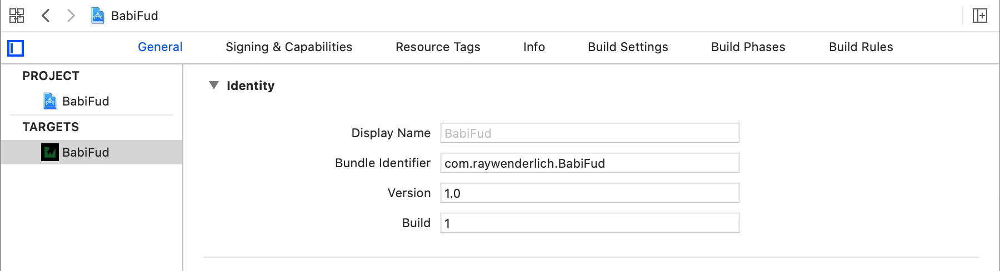 BabiFud
General Signing & Capabilities Resource Tags Info Build Settings Build Phases Build Rules
PROJECT
BabiFud
TARGETS
BabiFud
Identity
Display Name BabiFud
Bundle Identifier com.raywenderlich.BabiFud
Version 1.0
Build 1